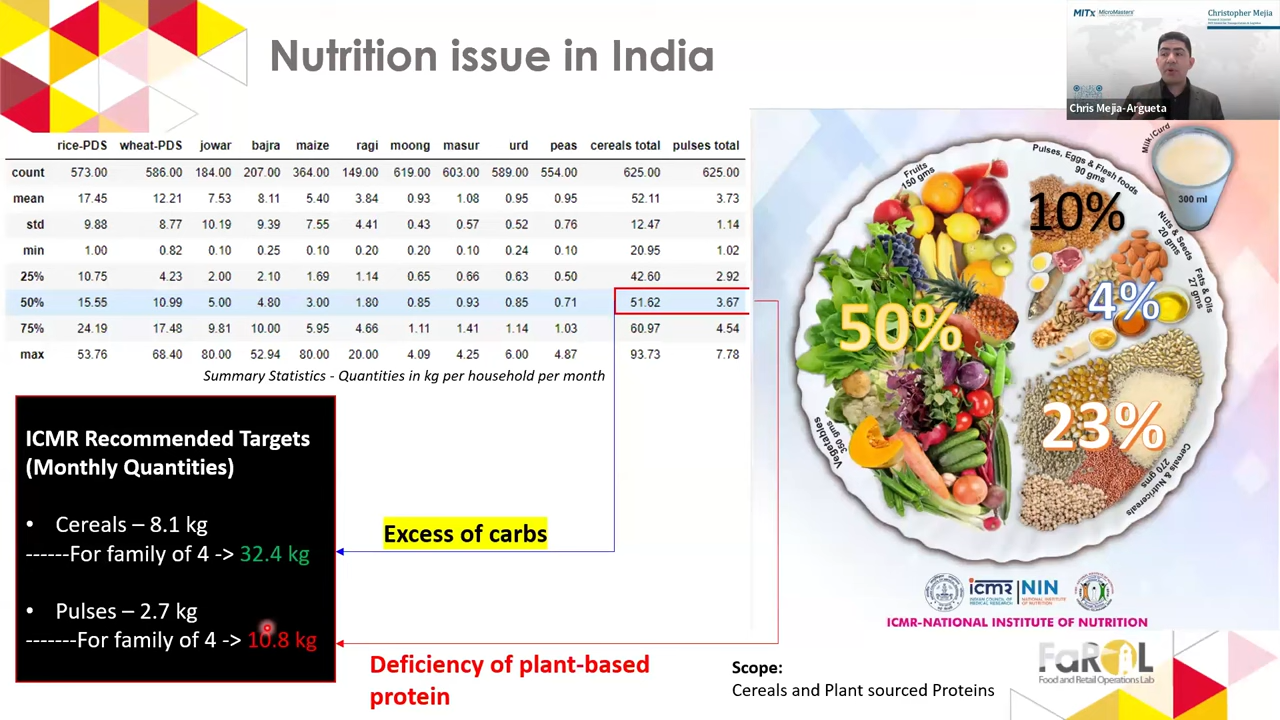 Nutrition issue in India
MITx MicroMasters
Christopher Mejia
Chris Mejia-Argueta
rice-PDS wheat-PDS jowar bajra maize ragi moong masur urd peas cereals total pulses total
count 573.00 586.00 184.00 207.00 364.00 149.00 619.00 603.00 589.00 554.00 625.00 625.00
mean 17.45 12.21 7.53 8.11 5.40 3.84 0.93 1.08 0.95 0.95 52.11 3.73
std 9.88 8.77 10.19 9.39 7.55 4.41 0.43 0.57 0.52 0.76 12.47 1.14
min 1.00 0.82 0.10 0.25 0.10 0.20 0.20 0.20 0.24 0.10 20.95 1.02
25% 10.75 4.23 2.00 2.10 1.69 1.14 0.65 0.66 0.63 0.50 42.60 2.92
50% 15.55 10.99 5.00 4.80 3.00 1.80 0.85 0.93 0.85 0.71 51.62 3.67
75% 24.19 17.48 9.81 10.00 5.95 4.66 1.11 1.41 1.14 1.03 60.97 4.54
max 53.76 68.40 80.00 52.94 80.00 20.00 4.09 4.25 6.00 4.87 93.73 7.78
Summary Statistics - Quantities in kg per household per month
ICMR Recommended Targets
(Monthly Quantities)
• Cereals – 8.1 kg
------For family of 4 -> 32.4 kg
• Pulses – 2.7 kg
-------For family of 4 -> 10.8 kg
Excess of carbs
Deficiency of plant-based
protein
Scope:
Cereals and Plant sourced Proteins
Fruits
150 gms
Pulses, Eggs & Flesh foods
90 gms
Milk/Curd
300 ml
10%
Nuts & Seeds
20 gms
Fats & Oils
27 gms
4%
50%
23%
Vegetables
350 gms
Cereals & Nutricereals
270 gms
icmr
INDIAN COUNCIL OF
MEDICAL RESEARCH
NIN
NATIONAL INSTITUTE
OF NUTRITION
ICMR-NATIONAL INSTITUTE OF NUTRITION
FaROL
Food and Retail Operations Lab